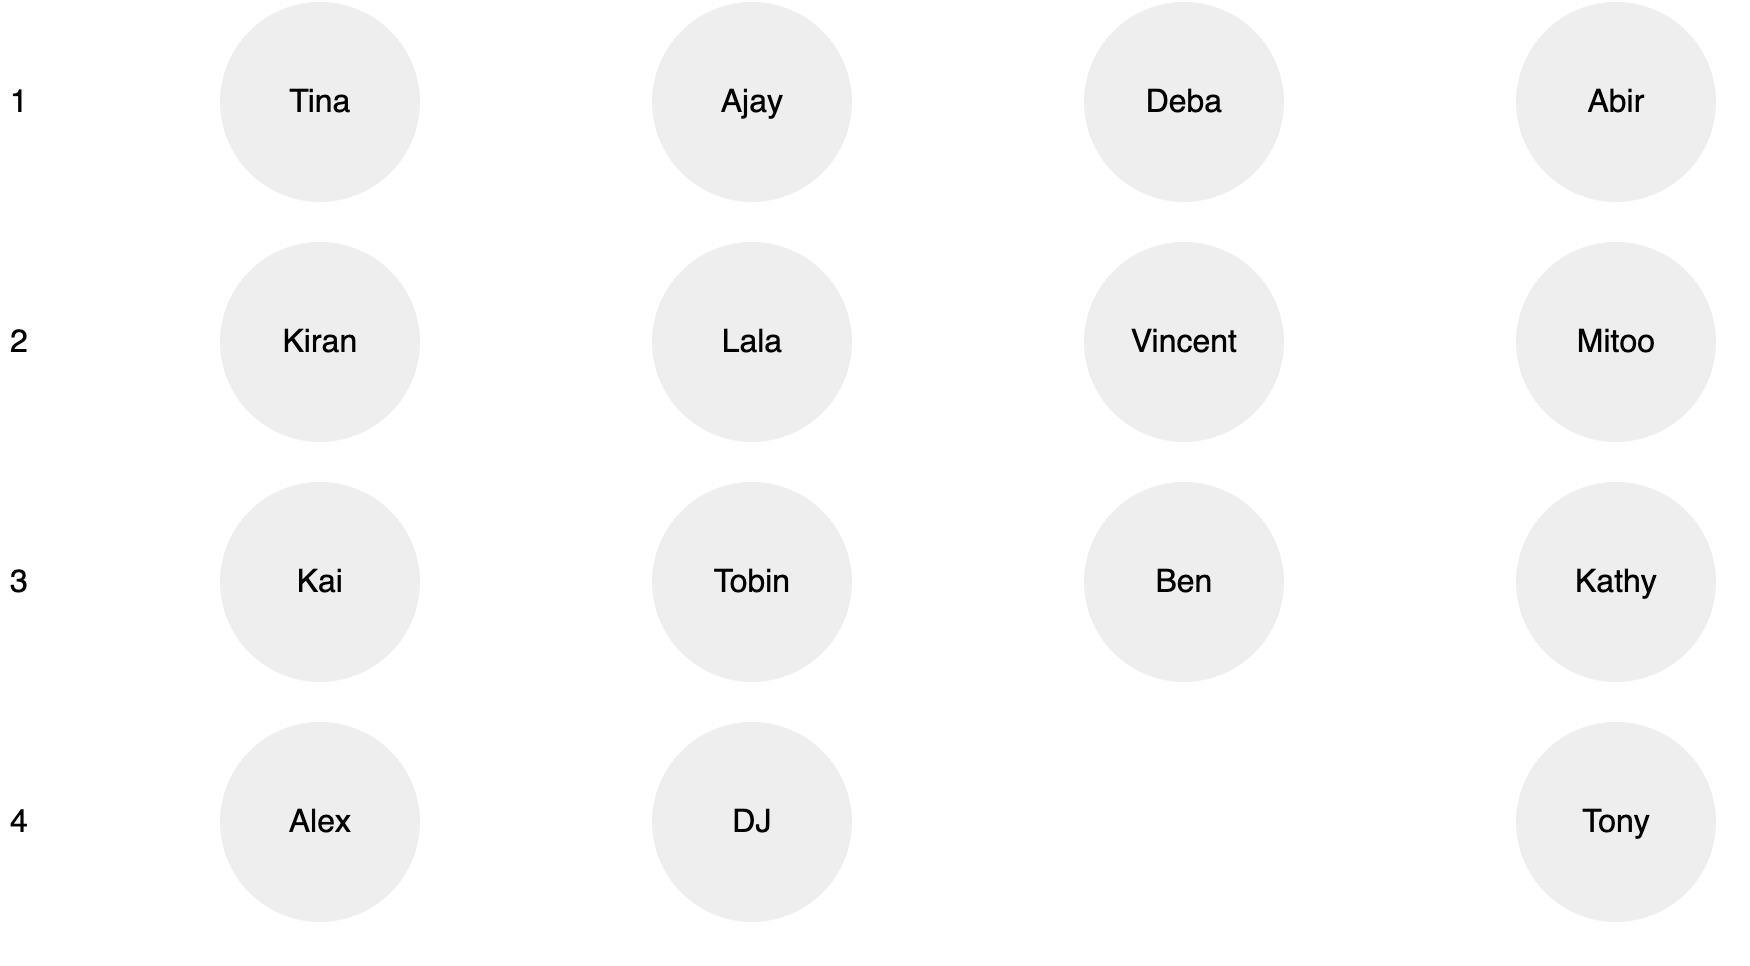 1 Tina Ajay Deba Abir
2 Kiran Lala Vincent Mitoo
3 Kai Tobin Ben Kathy
4 Alex DJ Tony